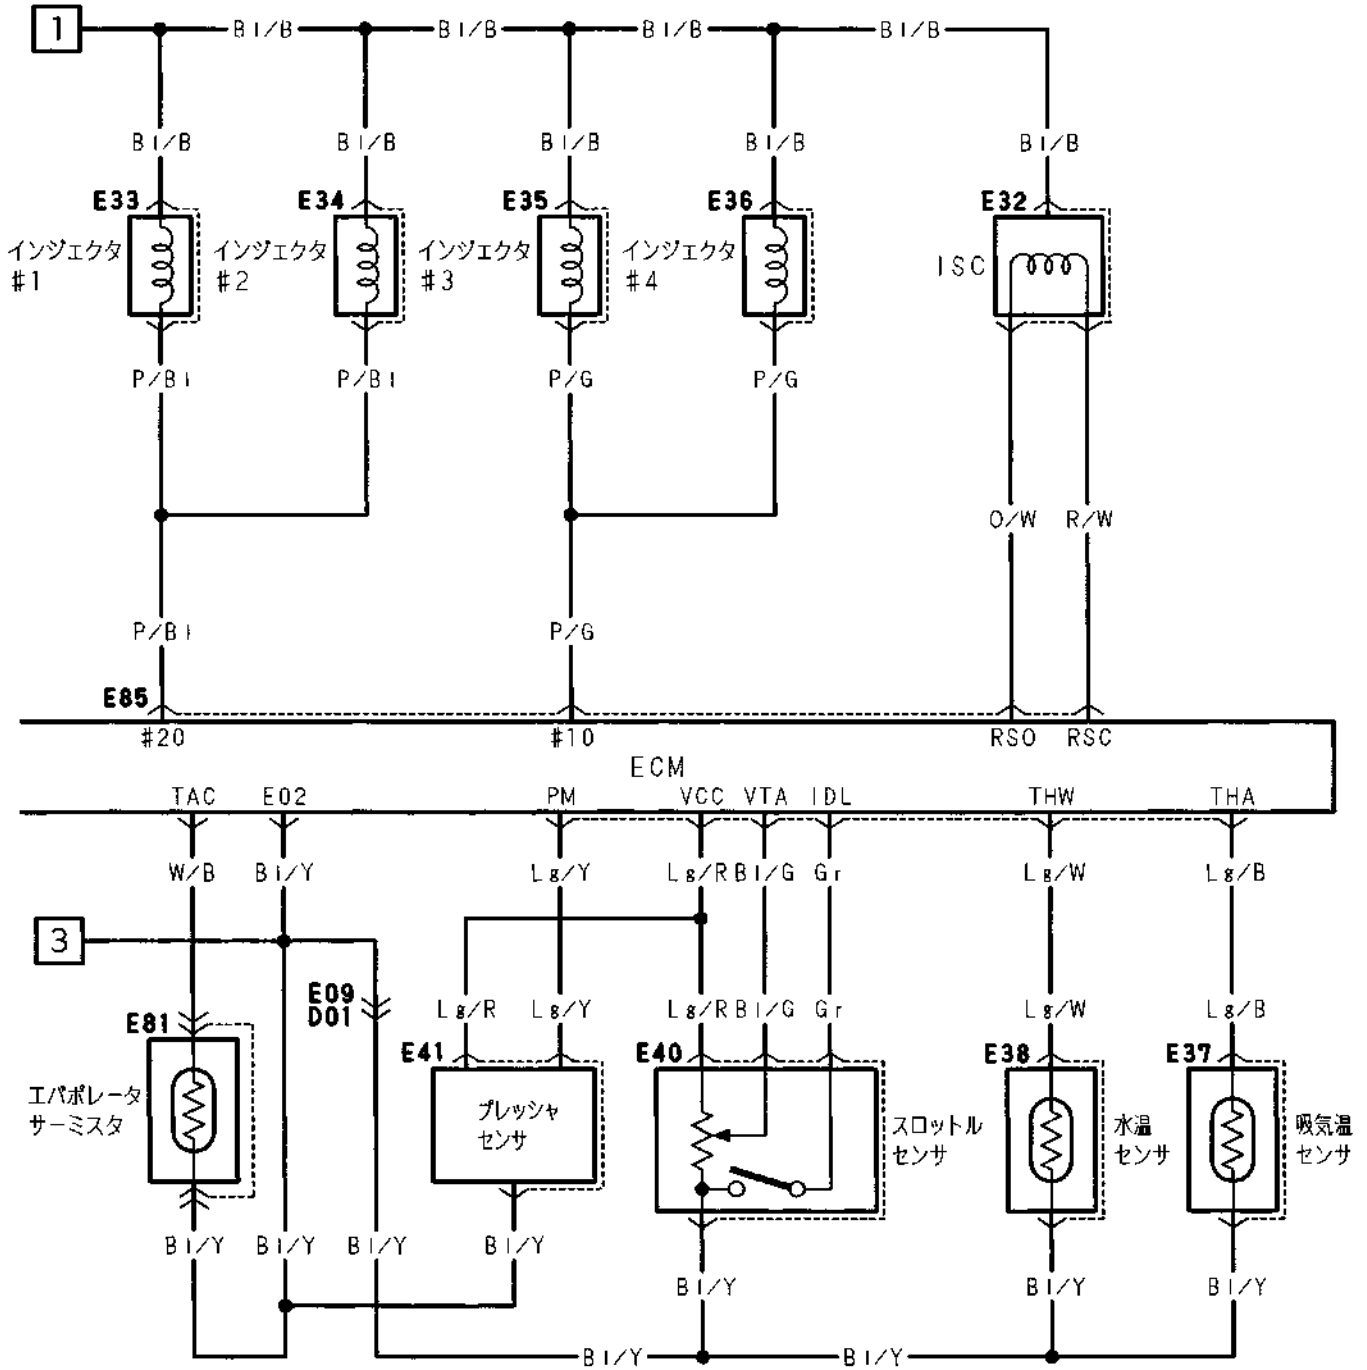 1
Bl/B Bl/B Bl/B Bl/B
Bl/B Bl/B Bl/B Bl/B Bl/B
E33 E34 E35 E36 E32
インジェクタ インジェクタ インジェクタ インジェクタ ISC
#1 #2 #3 #4
P/Bl P/Bl P/G P/G
O/W R/W
P/Bl P/G
E85
#20 #10 RSO RSC
ECM
TAC E02 PM VCC VTA IDL THW THA
W/B Bl/Y Lg/Y Lg/R Bl/G Gr Lg/W Lg/B
3
E09
D01
Lg/R Lg/Y Lg/R Bl/G Gr Lg/W Lg/B
E81 E41 E40 E38 E37
エバポレータ
サーミスタ
プレッシャ
センサ
スロットル
センサ
水温
センサ
吸気温
センサ
Bl/Y Bl/Y Bl/Y Bl/Y
Bl/Y Bl/Y Bl/Y
Bl/Y Bl/Y